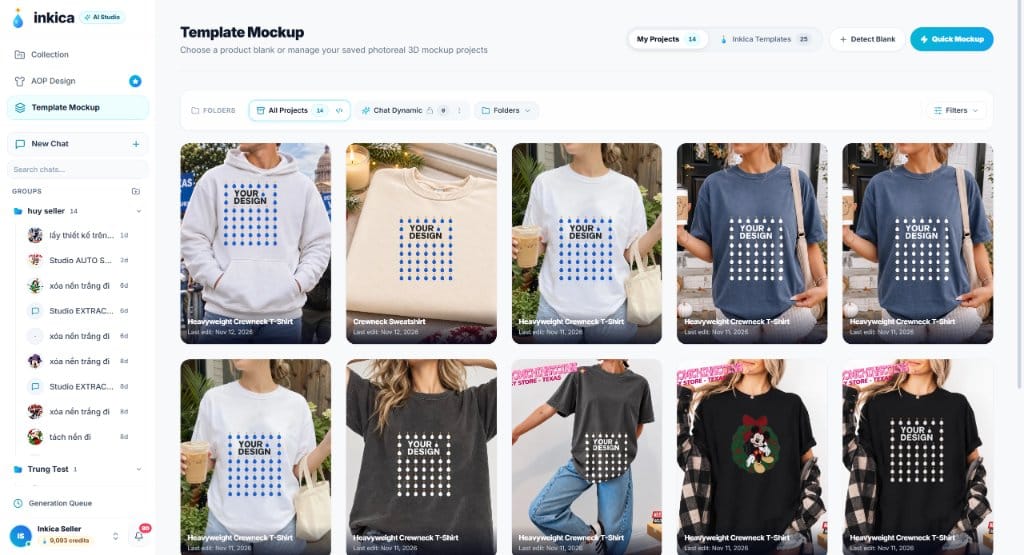 inkica
AI Studio
Collection
AOP Design
Template Mockup
New Chat
Search chats...
GROUPS
huy seller 14
lấy thiết kế trên... 1d
Studio AUTO S... 2d
xóa nền trắng đi 6d
Studio EXTRAC... 6d
xóa nền trắng đi 6d
xóa nền trắng đi 8d
Studio EXTRAC... 8d
xóa nền trắng đi 8d
tách nền đi 8d
Trung Test 1
Generation Queue
IS
Inkica Seller
9,093 credits
Template Mockup
Choose a product blank or manage your saved photoreal 3D mockup projects
My Projects 14
Inkica Templates 25
Detect Blank
Quick Mockup
FOLDERS
All Projects 14
Chat Dynamic 0
Folders
Filters
YOUR
DESIGN
Heavyweight Crewneck T-Shirt
Last edit: Nov 12, 2026
YOUR
DESIGN
Crewneck Sweatshirt
Last edit: Nov 12, 2026
YOUR
DESIGN
Heavyweight Crewneck T-Shirt
Last edit: Nov 11, 2026
YOUR
DESIGN
Heavyweight Crewneck T-Shirt
Last edit: Nov 11, 2026
YOUR
DESIGN
Heavyweight Crewneck T-Shirt
Last edit: Nov 11, 2026
YOUR
DESIGN
Heavyweight Crewneck T-Shirt
Last edit: Nov 11, 2026
YOUR
DESIGN
Heavyweight Crewneck T-Shirt
Last edit: Nov 11, 2026
STORE - TEXAS
YOUR
DESIGN
Heavyweight Crewneck T-Shirt
Last edit: Nov 11, 2026
STORE - TEXAS
Heavyweight Crewneck T-Shirt
Last edit: Nov 11, 2026
STORE - TEXAS
YOUR
DESIGN
Heavyweight Crewneck T-Shirt
Last edit: Nov 11, 2026